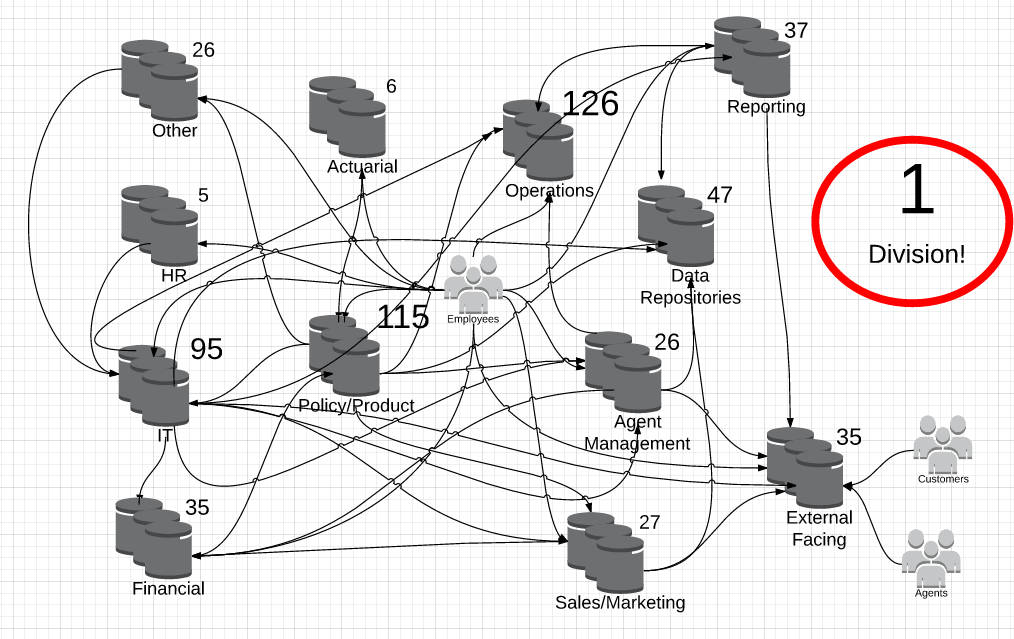 37
Reporting
26
Other
6
Actuarial
126
Operations
5
HR
47
Data
Repositories
1
Division!
Employees
115
Policy/Product
95
IT
26
Agent
Management
35
External
Facing
Customers
35
Financial
27
Sales/Marketing
Agents